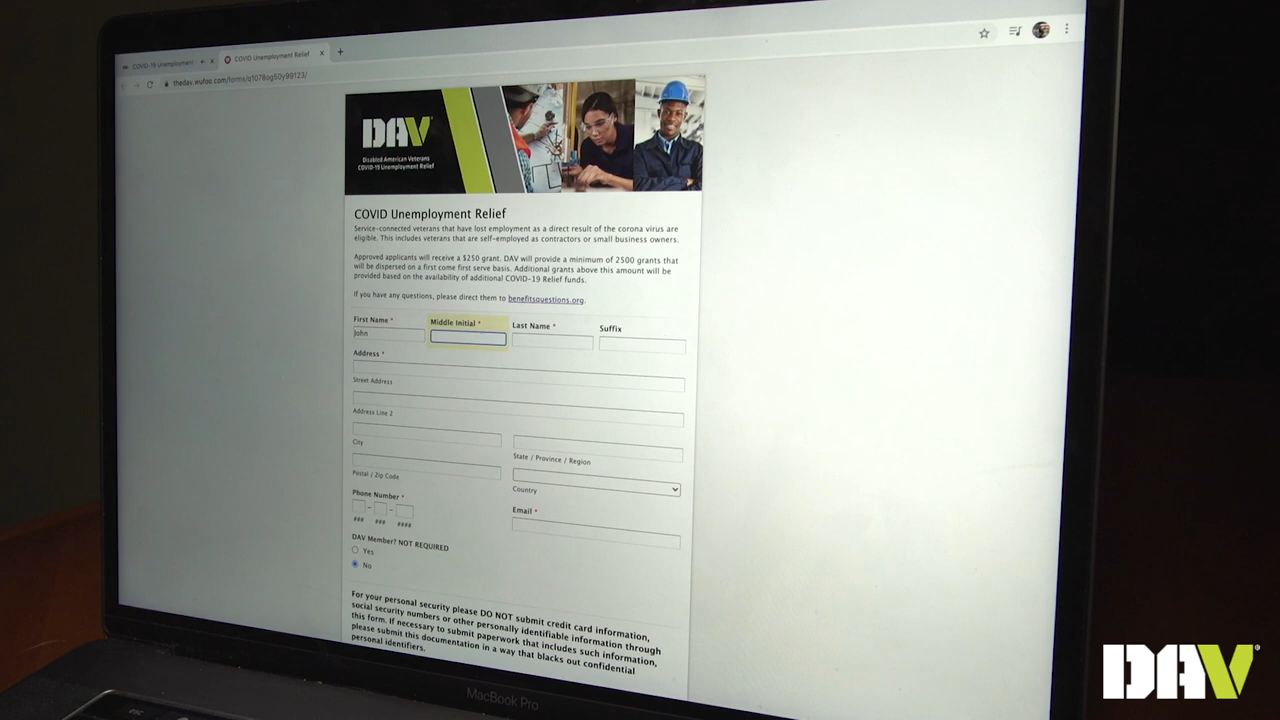 COVID-19 Unemployment
COVID Unemployment Relief
thedav.wufoo.com/forms/q1078og50y99123/
DAV
Disabled American Veterans
COVID-19 Unemployment Relief
COVID Unemployment Relief
Service-connected veterans that have lost employment as a direct result of the corona virus are
eligible. This includes veterans that are self-employed as contractors or small business owners.
Approved applicants will receive a $250 grant. DAV will provide a minimum of 2500 grants that
will be dispersed on a first come first serve basis. Additional grants above this amount will be
provided based on the availability of additional COVID-19 Relief funds.
If you have any questions, please direct them to benefitsquestions.org.
First Name * Middle Initial * Last Name * Suffix
John
Address *
Street Address
Address Line 2
City State / Province / Region
Postal / Zip Code Country
Phone Number * Email *
- -
### ### ####
DAV Member? NOT REQUIRED
Yes
No
For your personal security please DO NOT submit credit card information,
social security numbers or other personally identifiable information through
this form. If necessary to submit paperwork that includes such information,
please submit this documentation in a way that blacks out confidential
personal identifiers.
MacBook Pro
esc
DAV®